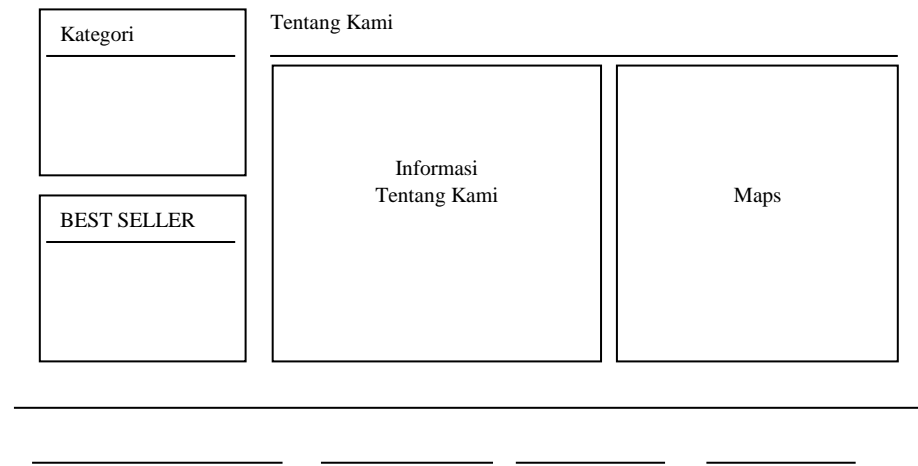 Kategori
BEST SELLER
Tentang Kami
Informasi
Tentang Kami
Maps